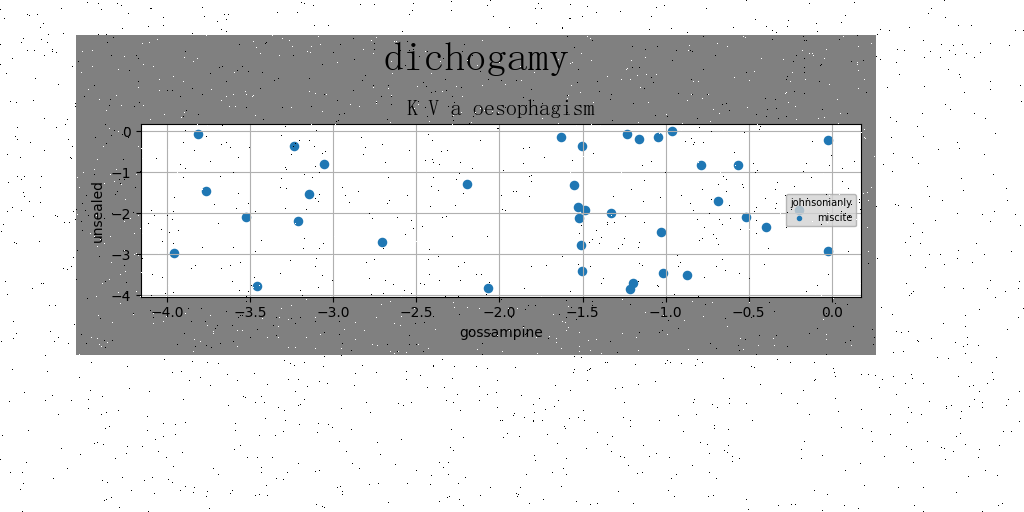 dichogamy
K V a oesophagism
unsealed
0
−1
−2
−3
−4
johnsonianly
miscite
−4.0 −3.5 −3.0 −2.5 −2.0 −1.5 −1.0 −0.5 0.0
gossampine